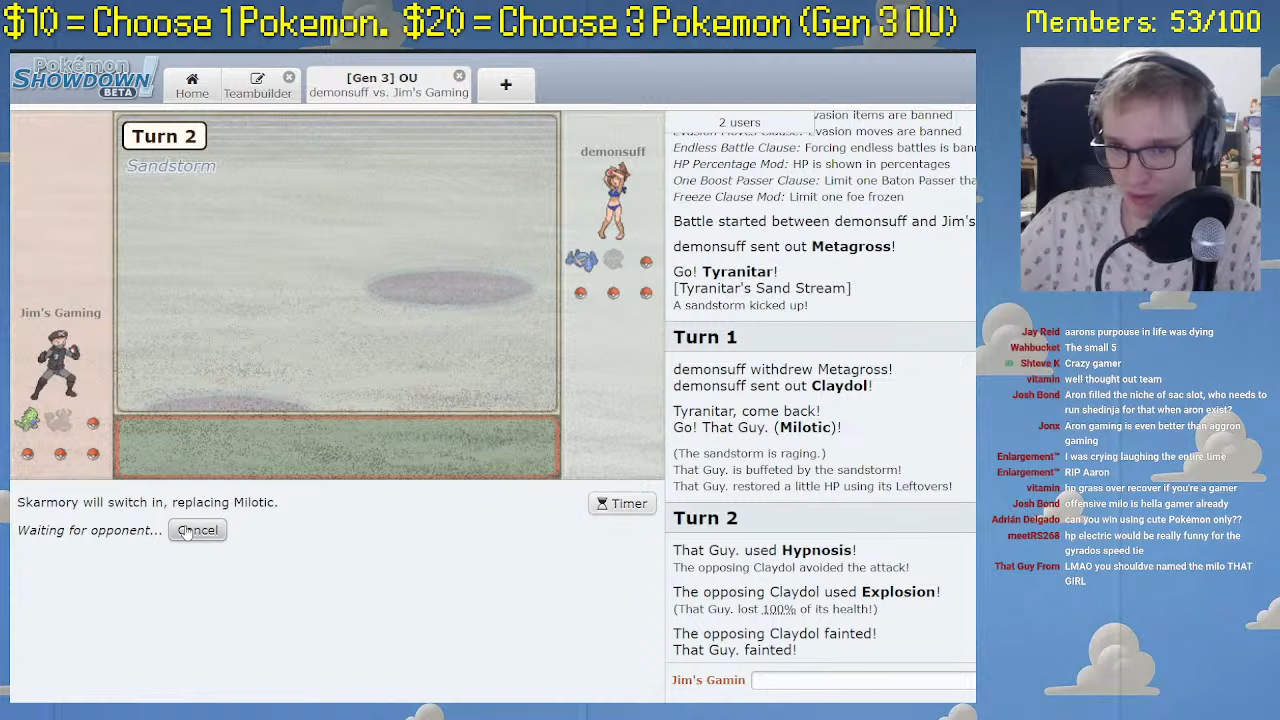 $10 = Choose 1 Pokemon. $20 = Choose 3 Pokemon (Gen 3 OU)
Members: 53/100
Pokémon
SHOWDOWN!
BETA
Home
Teambuilder
[Gen 3] OU
demonsuff vs. Jim's Gaming
+
Turn 2
Sandstorm
demonsuff
Jim's Gaming
2 users
vasion items are banned
Evasion Moves Clause: Evasion moves are banned
Endless Battle Clause: Forcing endless battles is ban
HP Percentage Mod: HP is shown in percentages
One Boost Passer Clause: Limit one Baton Passer tha
Freeze Clause Mod: Limit one foe frozen
Battle started between demonsuff and Jim's
demonsuff sent out Metagross!
Go! Tyranitar!
[Tyranitar's Sand Stream]
A sandstorm kicked up!
Turn 1
demonsuff withdrew Metagross!
demonsuff sent out Claydol!
Tyranitar, come back!
Go! That Guy. (Milotic)!
(The sandstorm is raging.)
That Guy. is buffeted by the sandstorm!
That Guy. restored a little HP using its Leftovers!
Turn 2
That Guy. used Hypnosis!
The opposing Claydol avoided the attack!
The opposing Claydol used Explosion!
(That Guy. lost 100% of its health!)
The opposing Claydol fainted!
That Guy. fainted!
Jim's Gamin
Skarmory will switch in, replacing Milotic.
Waiting for opponent... Cancel
Timer
Jay Reid aarons purpouse in life was dying
Wahbucket The small 5
Shteve K Crazy gamer
vitamin well thought out team
Josh Bond Aron filled the niche of sac slot, who needs to
run shedinja for that when aron exist?
Jonx Aron gaming is even better than aggron
gaming
Enlargement™ I was crying laughing the entire time
Enlargement™ RIP Aaron
vitamin hp grass over recover if you're a gamer
Josh Bond offensive milo is hella gamer already
Adrián Delgado can you win using cute Pokémon only??
meetRS268 hp electric would be really funny for the
gyrados speed tie
That Guy From LMAO you shouldve named the milo THAT
GIRL